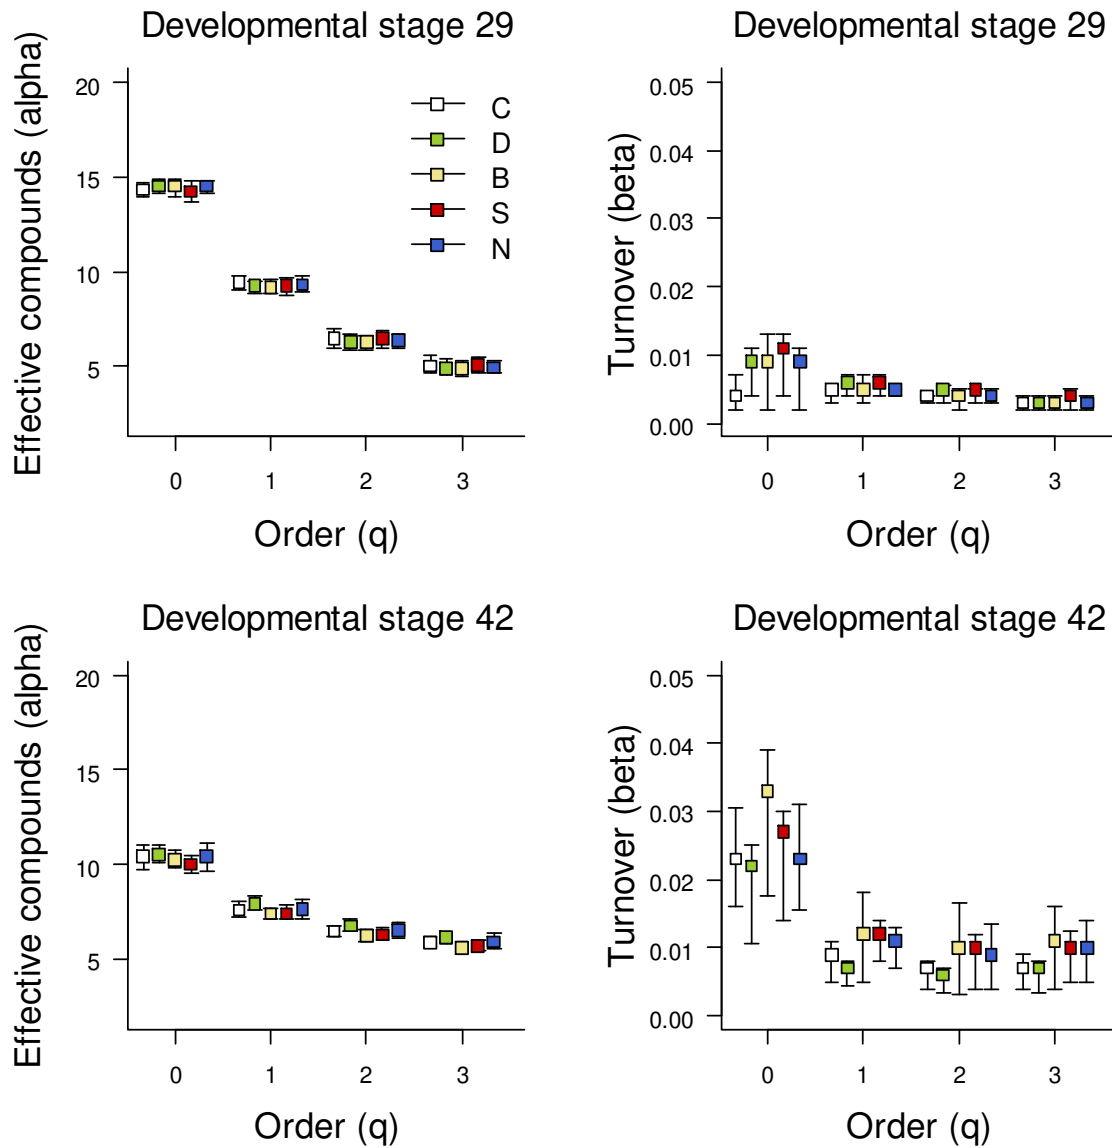 Developmental stage 29
Effective compounds (alpha)
20
15
10
5
C
D
B
S
N
0 1 2 3
Order (q)
Developmental stage 29
Turnover (beta)
0.05
0.04
0.03
0.02
0.01
0.00
0 1 2 3
Order (q)
Developmental stage 42
Effective compounds (alpha)
20
15
10
5
0 1 2 3
Order (q)
Developmental stage 42
Turnover (beta)
0.05
0.04
0.03
0.02
0.01
0.00
0 1 2 3
Order (q)